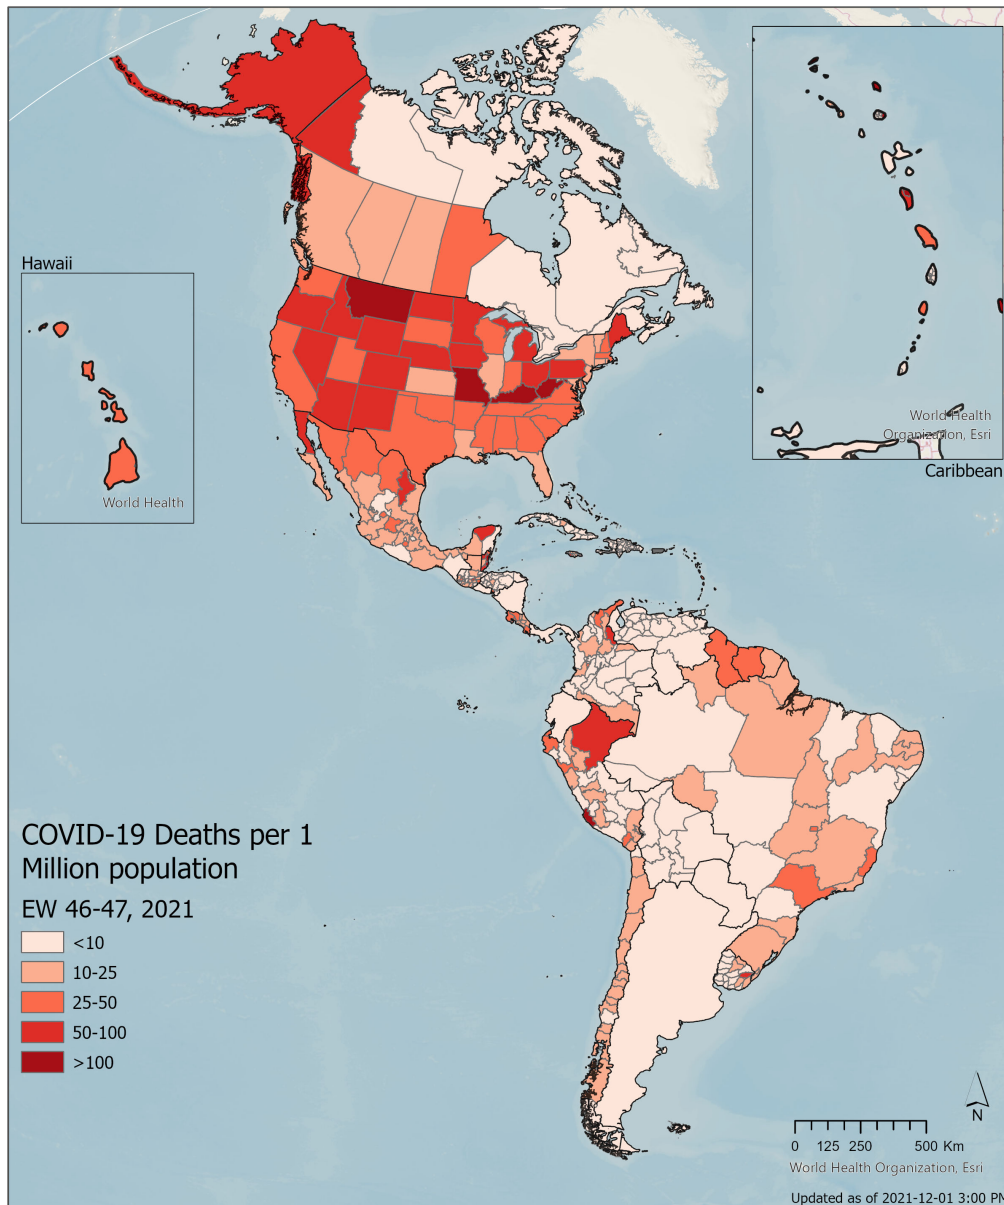 Hawaii
World Health
World Health
Organization, Esri
Caribbean
COVID-19 Deaths per 1
Million population
EW 46-47, 2021
<10
10-25
25-50
50-100
>100
N
0 125 250 500 Km
World Health Organization, Esri
Updated as of 2021-12-01 3:00 PM